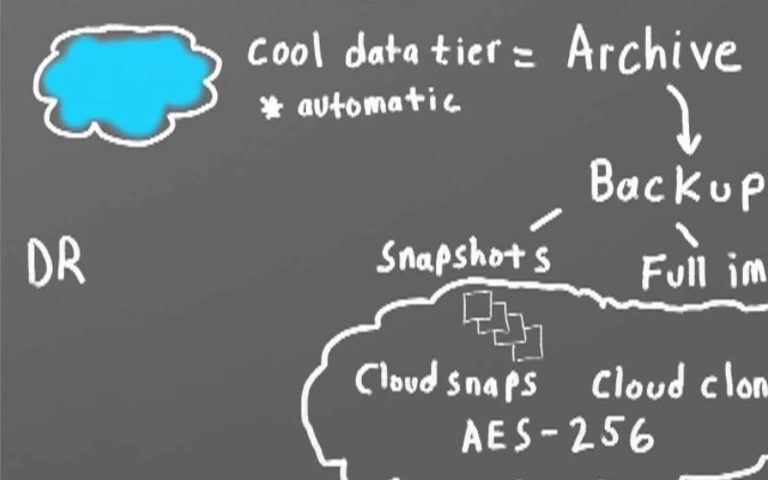 cool data tier = Archive
* automatic
Backup
DR
Snapshots
Full im
Cloud snaps Cloud clon
AES-256